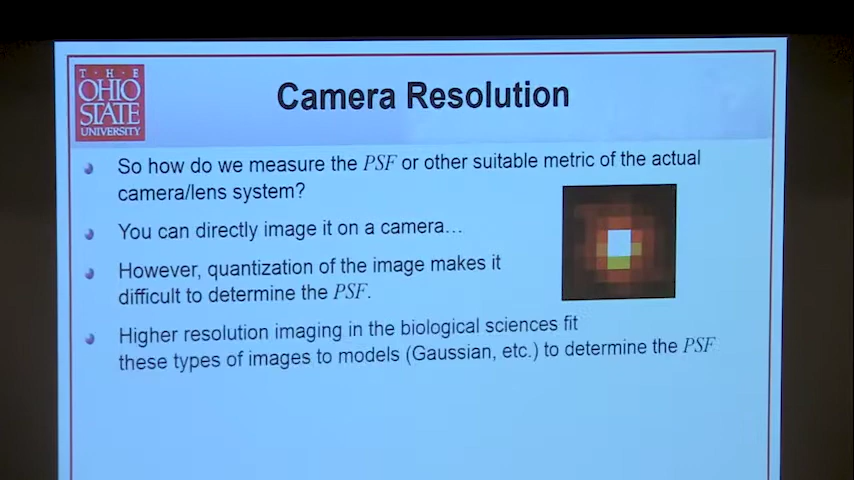 T · H · E
OHIO
STATE
UNIVERSITY
Camera Resolution
So how do we measure the PSF or other suitable metric of the actual
camera/lens system?
You can directly image it on a camera…
However, quantization of the image makes it
difficult to determine the PSF.
Higher resolution imaging in the biological sciences fit
these types of images to models (Gaussian, etc.) to determine the PSF